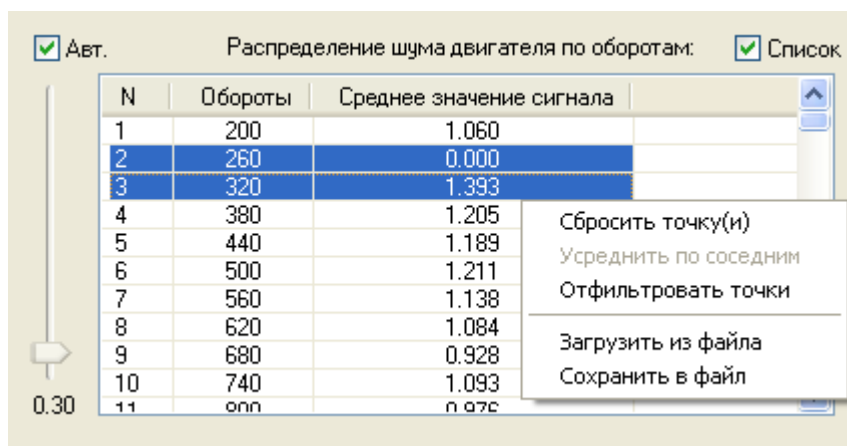 Авт. Распределение шума двигателя по оборотам: Список
N Обороты Среднее значение сигнала
1 200 1.060
2 260 0.000
3 320 1.393
4 380 1.205
5 440 1.189
6 500 1.211
7 560 1.138
8 620 1.084
9 680 0.928
10 740 1.093
11
0.30
Сбросить точку(и)
Усреднить по соседним
Отфильтровать точки
Загрузить из файла
Сохранить в файл